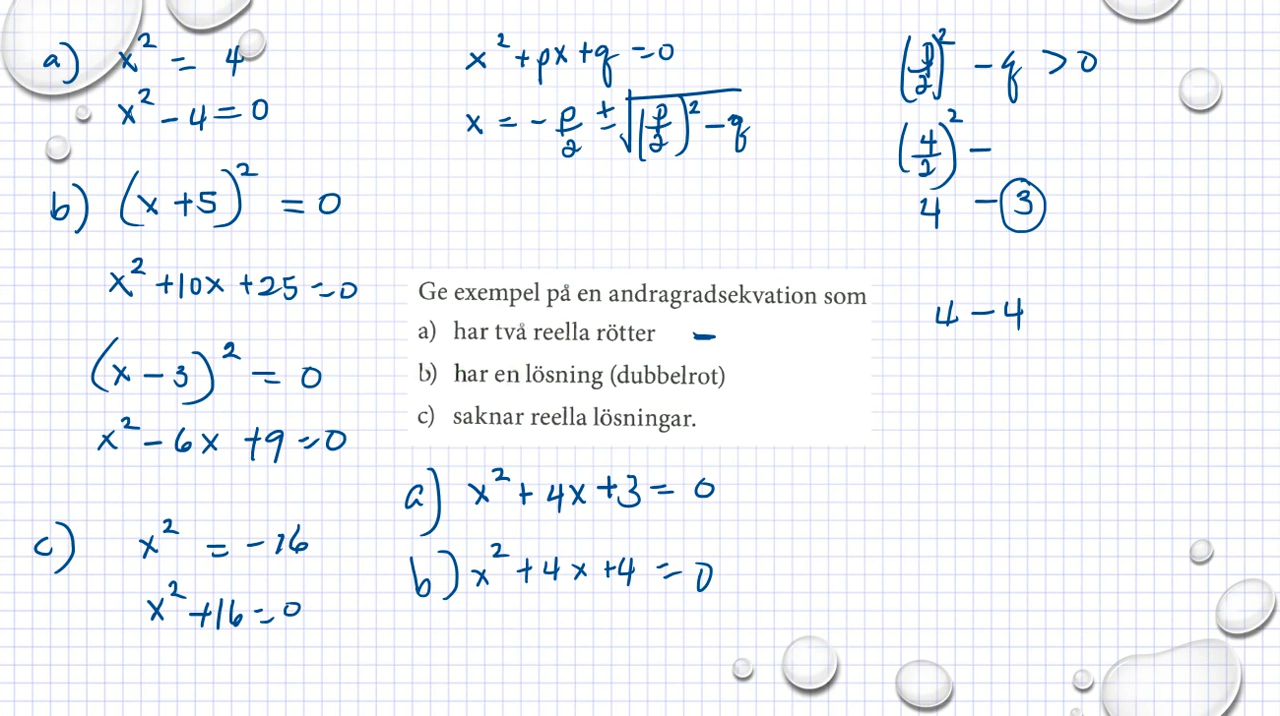 a) x² = 4
x² - 4 = 0
b) (x + 5)² = 0
x² + 10x + 25 = 0
(x - 3)² = 0
x² - 6x + 9 = 0
c) x² = -16
x² + 16 = 0
x² + px + q = 0
x = - p/2 ± √((p/2)² - q)
Ge exempel på en andragradsekvation som
a) har två reella rötter –
b) har en lösning (dubbelrot)
c) saknar reella lösningar.
a) x² + 4x + 3 = 0
b) x² + 4x + 4 = 0
(p/2)² - q > 0
(4/2)² -
4 - 3
4 - 4